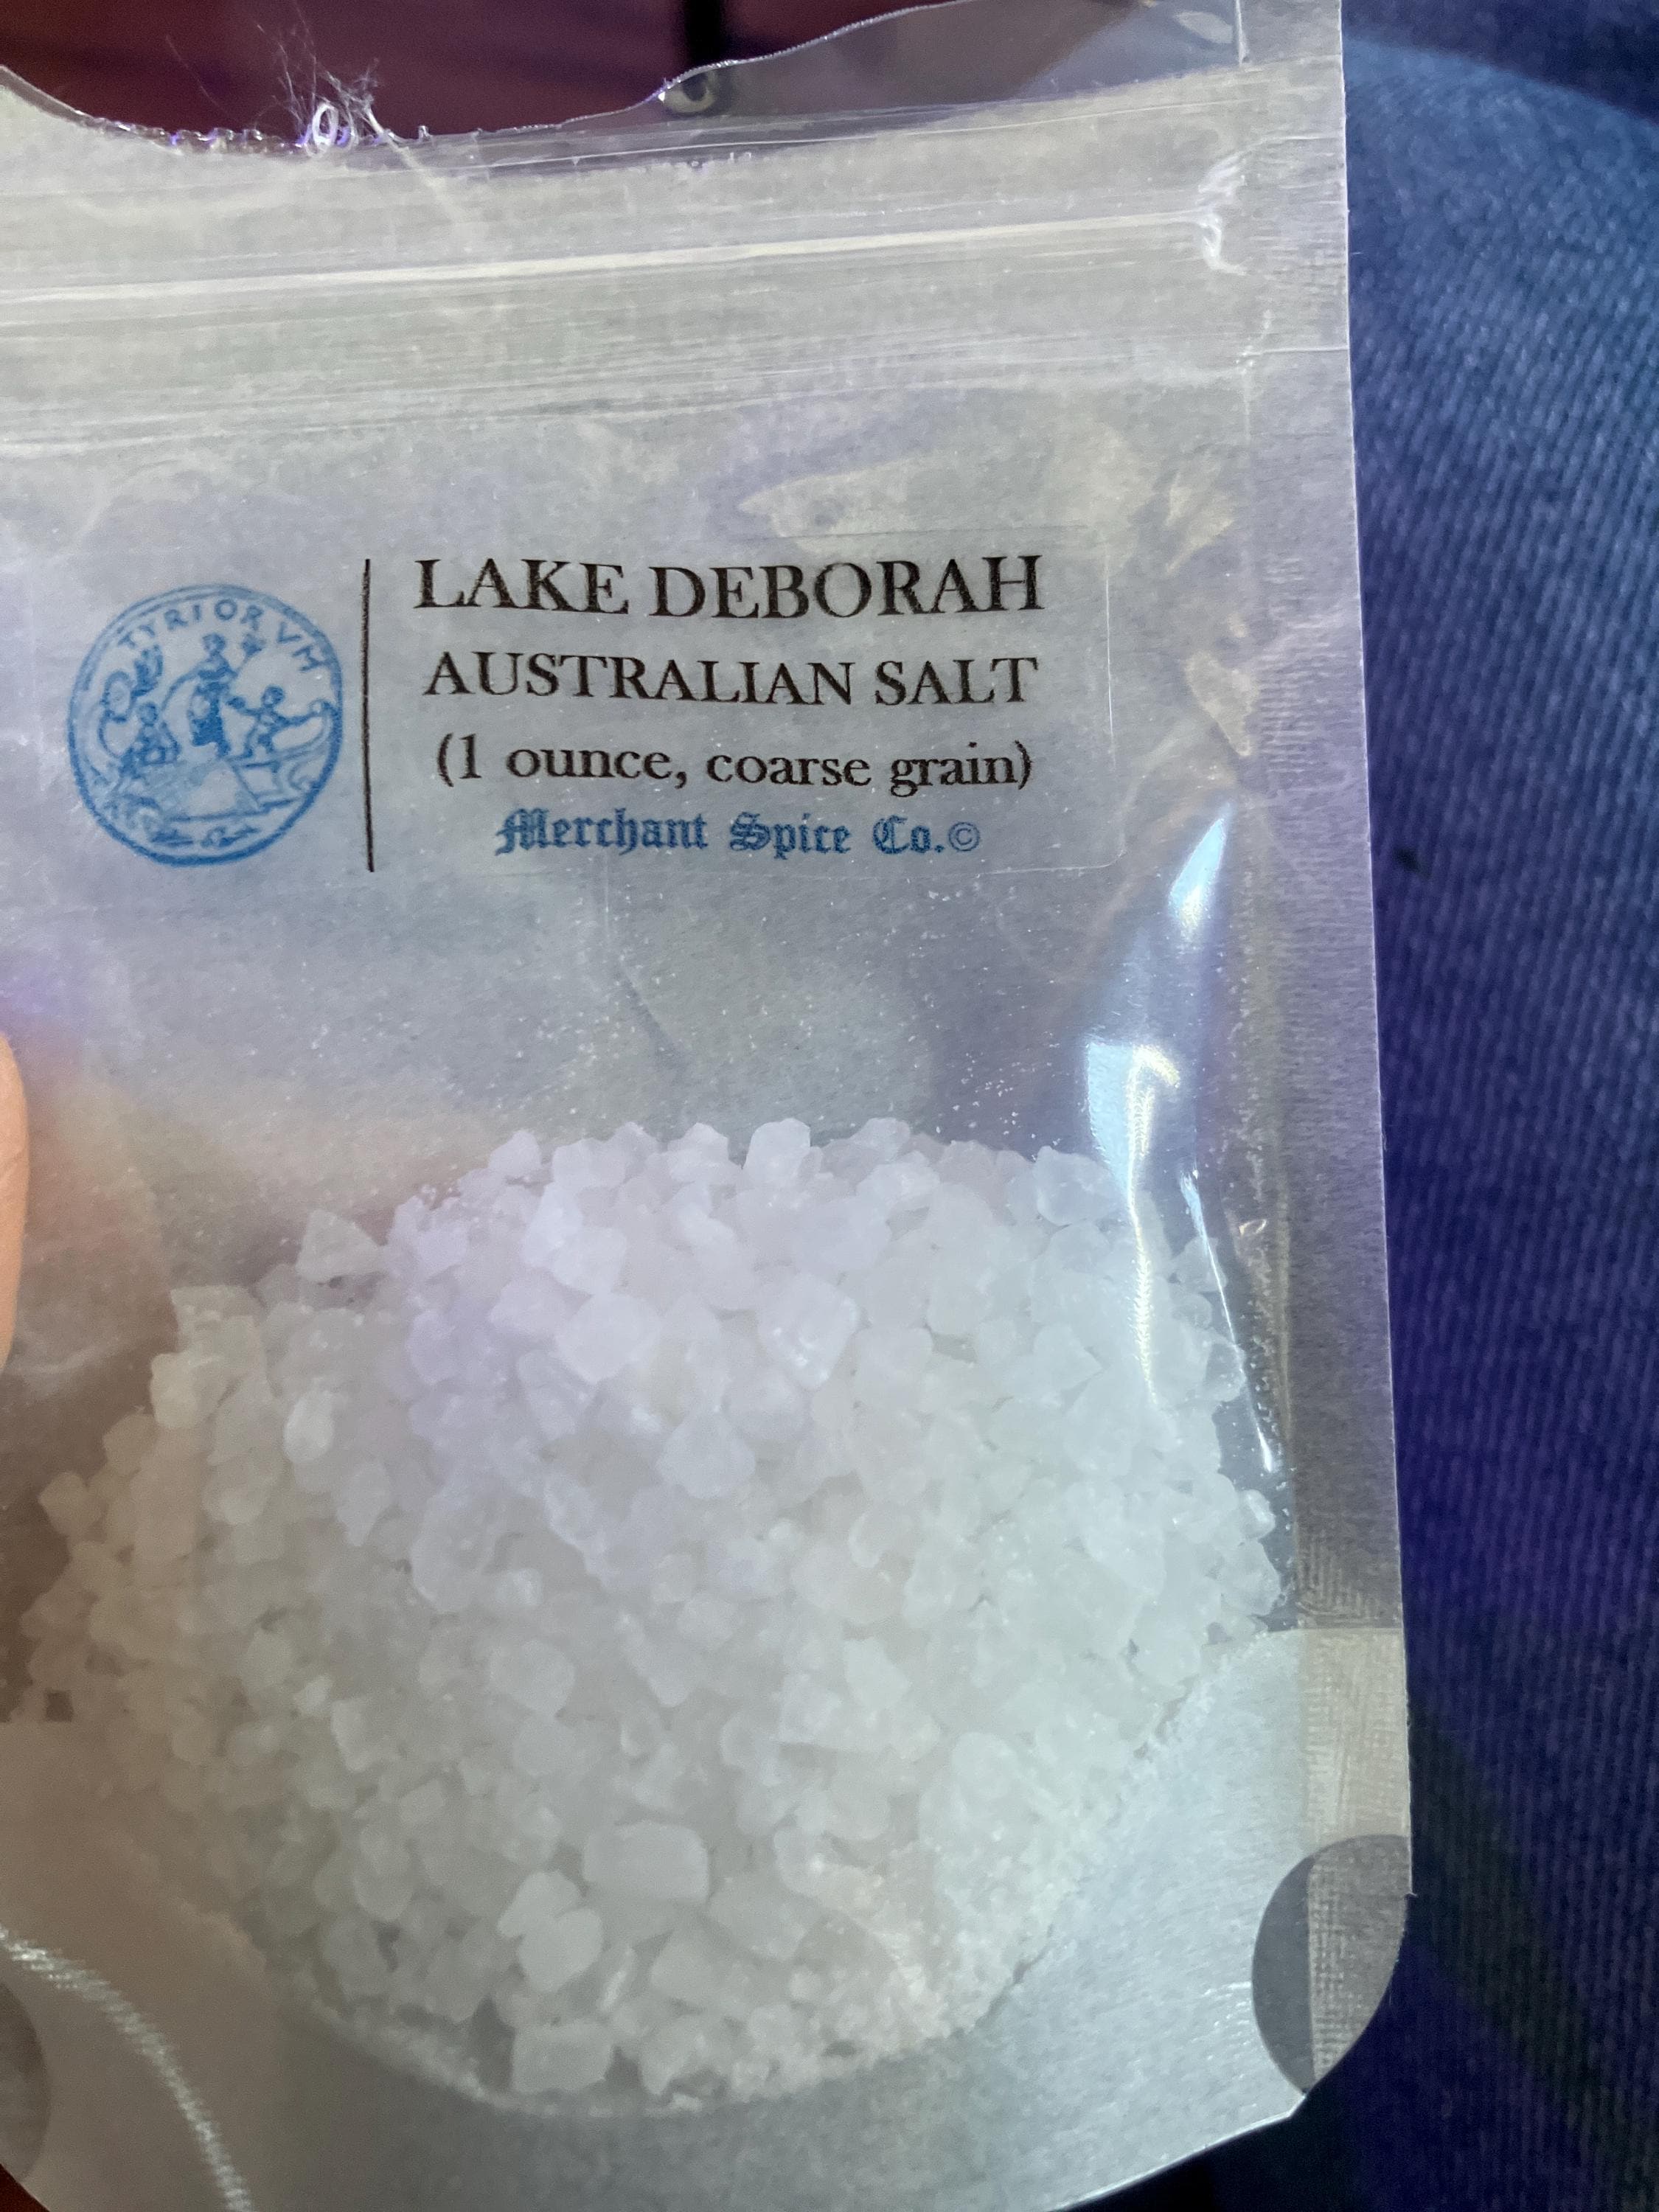 TYRIORVM
LAKE DEBORAH
AUSTRALIAN SALT
(1 ounce, coarse grain)
Merchant Spice Co.©